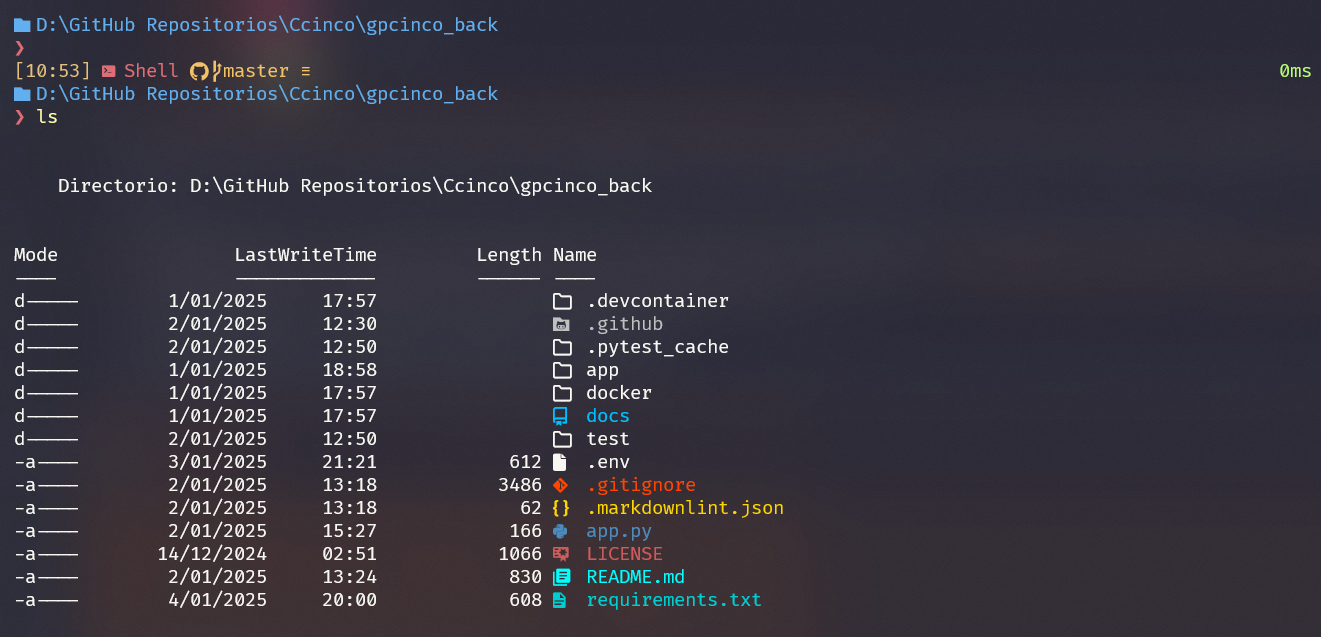 D:\GitHub Repositorios\Ccinco\gpcinco_back
❯
[10:53] Shell master ≡ 0ms
D:\GitHub Repositorios\Ccinco\gpcinco_back
❯ ls
Directorio: D:\GitHub Repositorios\Ccinco\gpcinco_back
Mode LastWriteTime Length Name
---- ------------- ------ ----
d----- 1/01/2025 17:57 .devcontainer
d----- 2/01/2025 12:30 .github
d----- 2/01/2025 12:50 .pytest_cache
d----- 1/01/2025 18:58 app
d----- 1/01/2025 17:57 docker
d----- 1/01/2025 17:57 docs
d----- 2/01/2025 12:50 test
-a---- 3/01/2025 21:21 612 .env
-a---- 2/01/2025 13:18 3486 .gitignore
-a---- 2/01/2025 13:18 62 .markdownlint.json
-a---- 2/01/2025 15:27 166 app.py
-a---- 14/12/2024 02:51 1066 LICENSE
-a---- 2/01/2025 13:24 830 README.md
-a---- 4/01/2025 20:00 608 requirements.txt